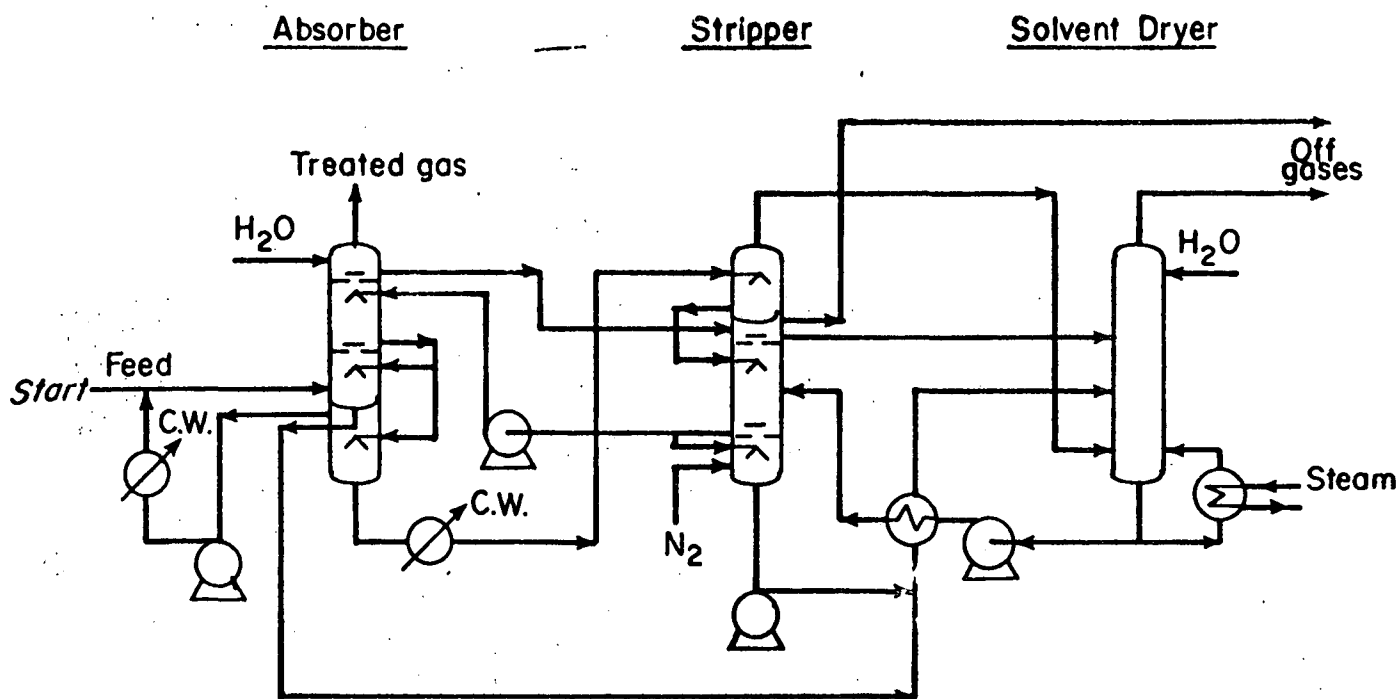 Absorber
Stripper
Solvent Dryer
Treated gas
Off
gases
H₂O
H₂O
Feed
Start
C.W.
C.W.
Steam
N₂